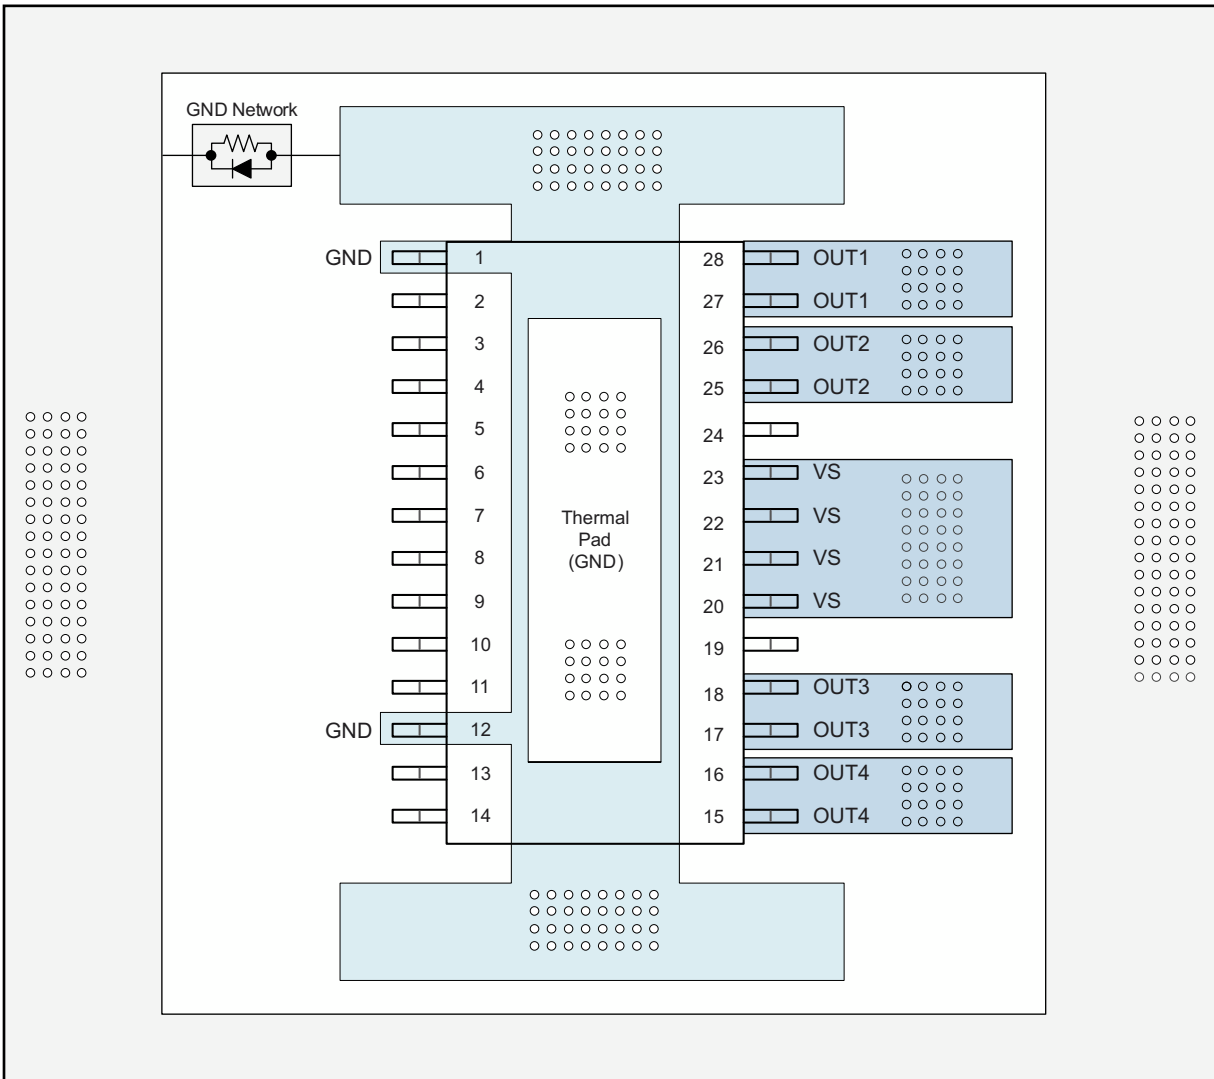 GND Network
GND 1 28 OUT1
2 27 OUT1
3 26 OUT2
4 25 OUT2
5 24
6 23 VS
7 22 VS
Thermal
Pad
(GND)
8 21 VS
9 20 VS
10 19
11 18 OUT3
GND 12 17 OUT3
13 16 OUT4
14 15 OUT4